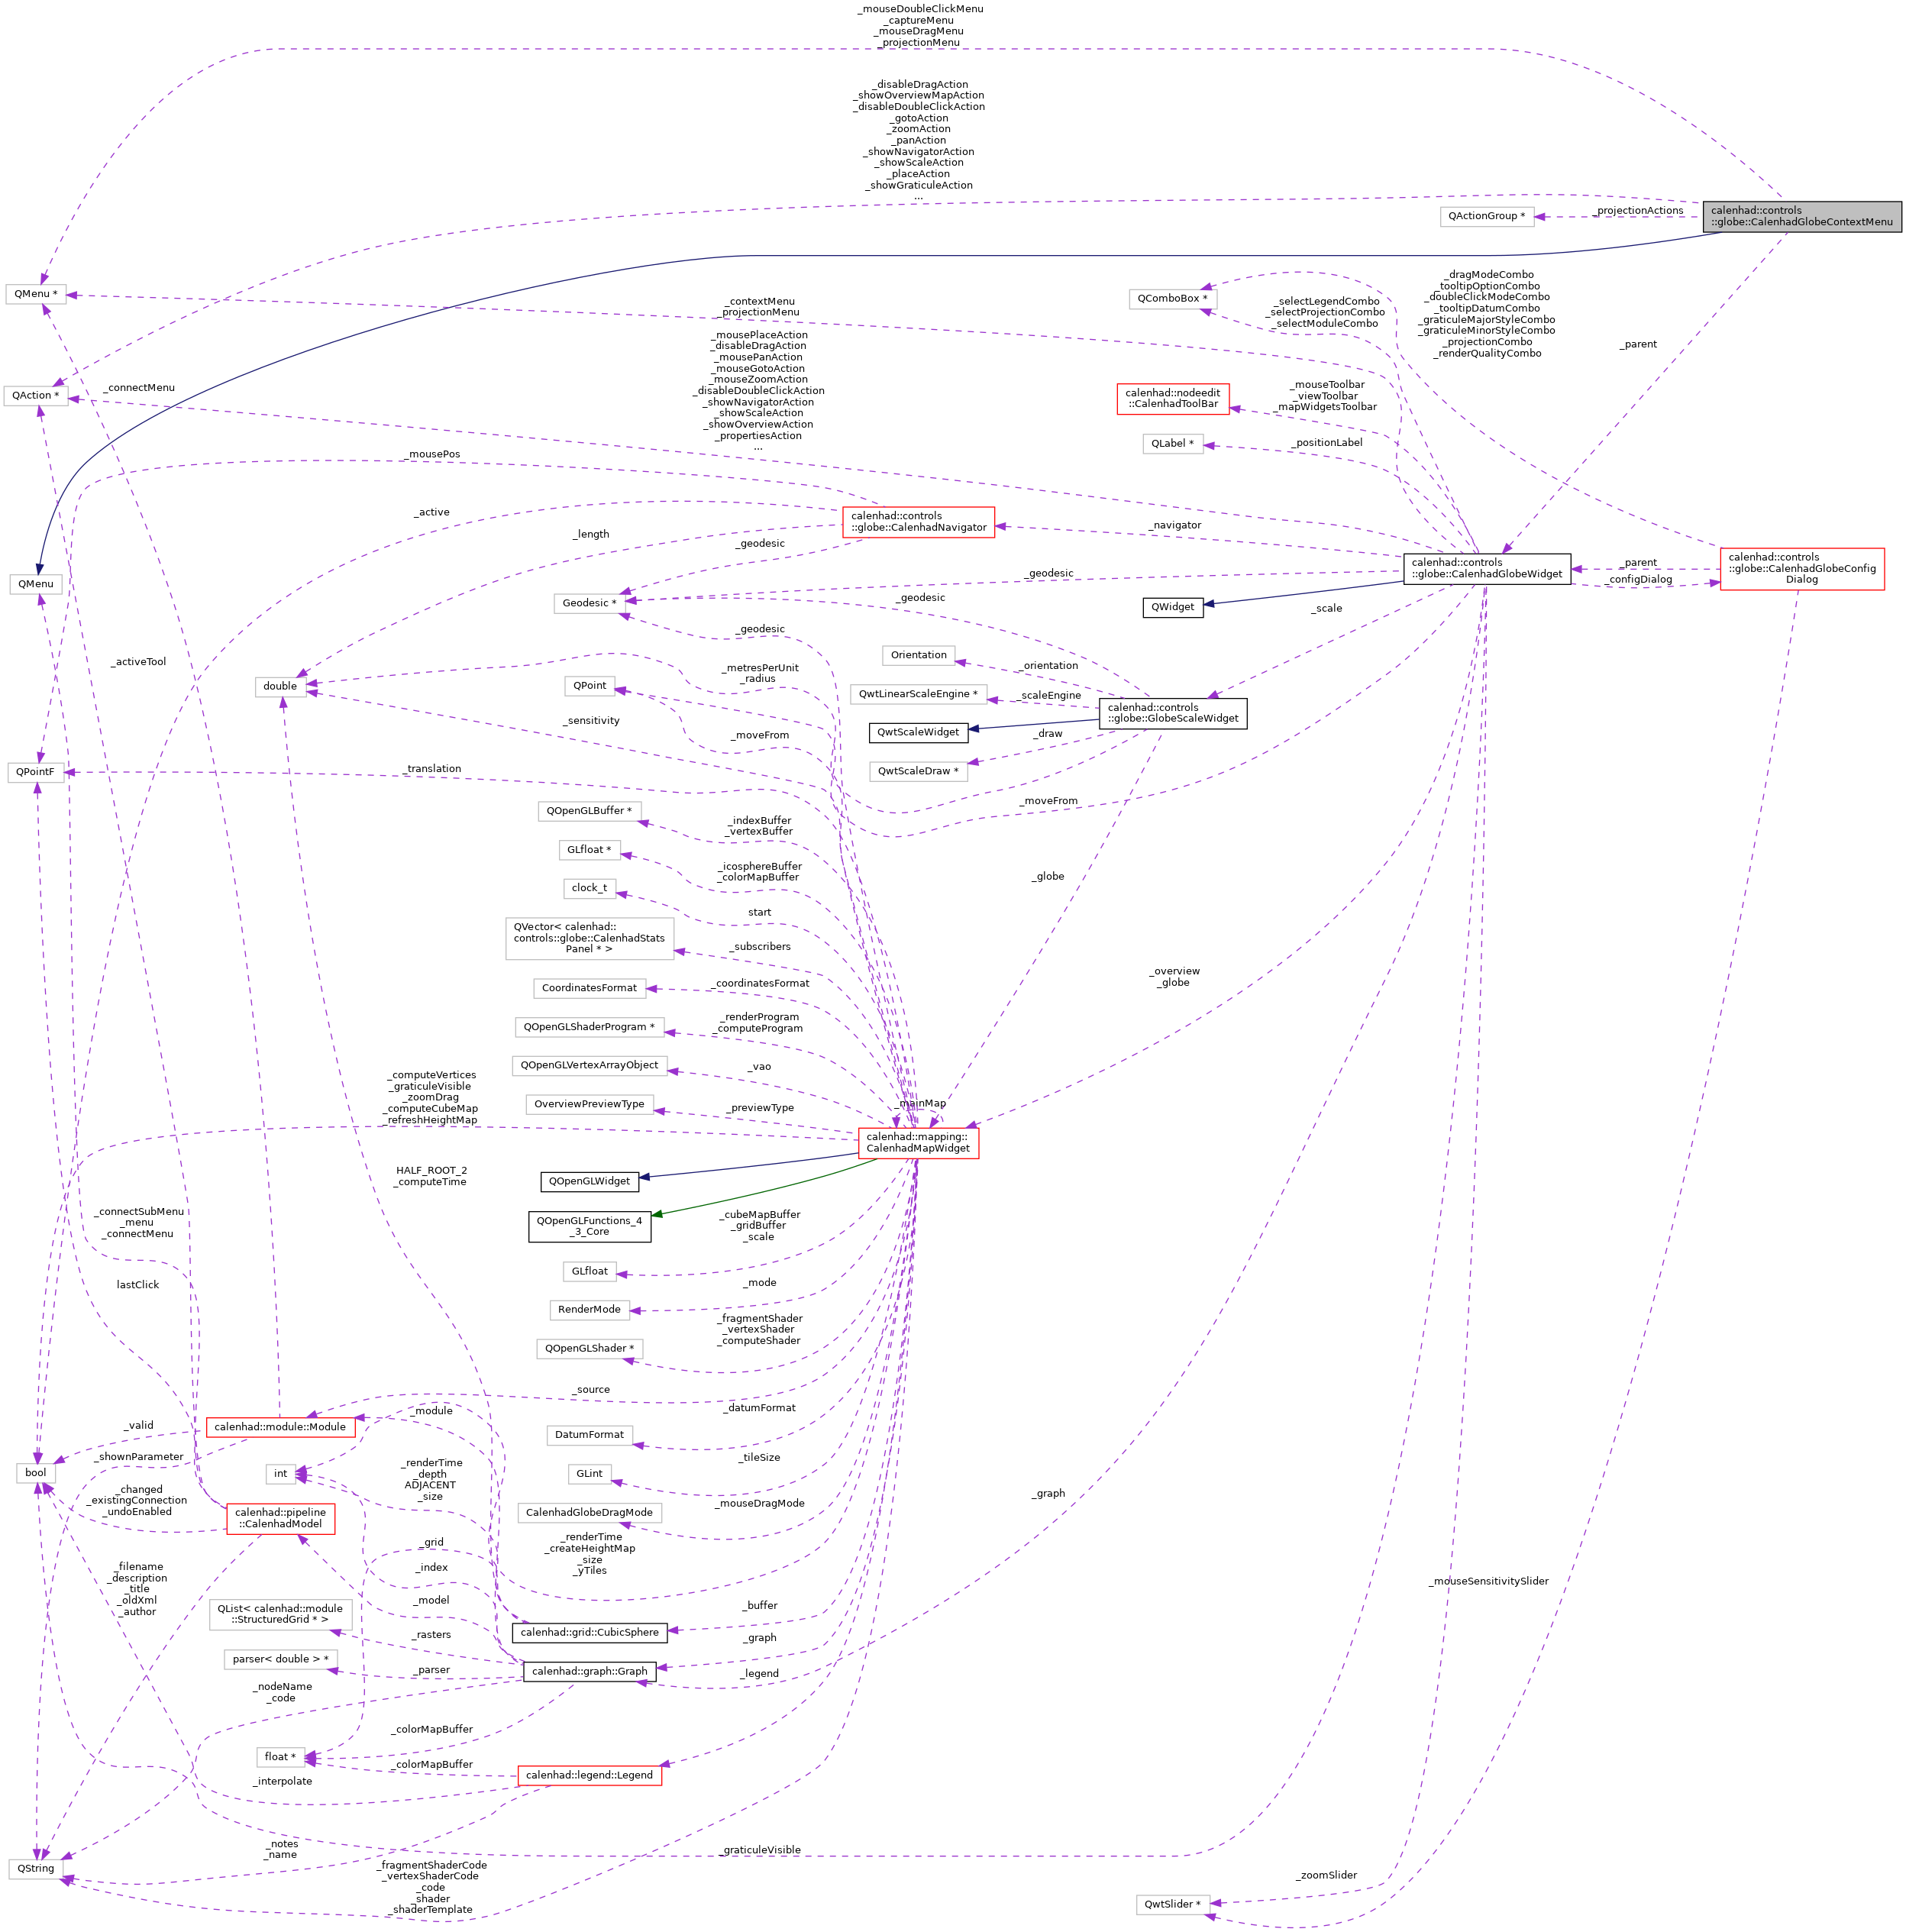 _mouseDoubleClickMenu
_captureMenu
_mouseDragMenu
_projectionMenu
_disableDragAction
_showOverviewMapAction
_disableDoubleClickAction
_gotoAction
_zoomAction
_panAction
_showNavigatorAction
_showScaleAction
_placeAction
_showGraticuleAction
...
QActionGroup *
_projectionActions
calenhad::controls
::globe::CalenhadGlobeContextMenu
QMenu *
_contextMenu
_projectionMenu
QComboBox *
_selectLegendCombo
_selectProjectionCombo
_selectModuleCombo
_dragModeCombo
_tooltipOptionCombo
_doubleClickModeCombo
_tooltipDatumCombo
_graticuleMajorStyleCombo
_graticuleMinorStyleCombo
_projectionCombo
_renderQualityCombo
_parent
_mousePlaceAction
_disableDragAction
_mousePanAction
_mouseGotoAction
_mouseZoomAction
_disableDoubleClickAction
_showNavigatorAction
_showScaleAction
_showOverviewAction
_propertiesAction
...
QAction *
_connectMenu
calenhad::nodeedit
::CalenhadToolBar
_mouseToolbar
_viewToolbar
_mapWidgetsToolbar
QLabel *
_positionLabel
_mousePos
_active
_length
calenhad::controls
::globe::CalenhadNavigator
_navigator
_geodesic
QMenu
Geodesic *
_geodesic
_geodesic
calenhad::controls
::globe::CalenhadGlobeWidget
_parent
_configDialog
calenhad::controls
::globe::CalenhadGlobeConfig
Dialog
QWidget
_scale
_geodesic
_activeTool
Orientation
_orientation
double
_metresPerUnit
_radius
QPoint
QwtLinearScaleEngine *
_scaleEngine
calenhad::controls
::globe::GlobeScaleWidget
_sensitivity
_moveFrom
QwtScaleWidget
_draw
QPointF
_translation
QwtScaleDraw *
_moveFrom
QOpenGLBuffer *
_indexBuffer
_vertexBuffer
GLfloat *
_icosphereBuffer
_colorMapBuffer
_globe
clock_t
start
QVector< calenhad::
controls::globe::CalenhadStats
Panel * >
_subscribers
CoordinatesFormat
_coordinatesFormat
_overview
_globe
QOpenGLShaderProgram *
_renderProgram
_computeProgram
QOpenGLVertexArrayObject
_vao
_computeVertices
_graticuleVisible
_zoomDrag
_computeCubeMap
_refreshHeightMap
OverviewPreviewType
_previewType
_mainMap
calenhad::mapping::
CalenhadMapWidget
HALF_ROOT_2
_computeTime
QOpenGLWidget
QOpenGLFunctions_4
_3_Core
_connectSubMenu
_menu
_connectMenu
_cubeMapBuffer
_gridBuffer
_scale
GLfloat
lastClick
_mode
RenderMode
_fragmentShader
_vertexShader
_computeShader
QOpenGLShader *
_source
_module
_datumFormat
calenhad::module::Module
_valid
DatumFormat
_shownParameter
_tileSize
bool
int
_renderTime
_depth
ADJACENT
_size
GLint
_changed
_existingConnection
_undoEnabled
_graph
_mouseDragMode
CalenhadGlobeDragMode
calenhad::pipeline
::CalenhadModel
_renderTime
_createHeightMap
_size
_yTiles
_grid
_index
_filename
_description
_title
_oldXml
_author
_mouseSensitivitySlider
_model
_buffer
QList< calenhad::module
::StructuredGrid * >
_rasters
calenhad::grid::CubicSphere
_graph
parser< double > *
_parser
calenhad::graph::Graph
_legend
_nodeName
_code
_colorMapBuffer
float *
_colorMapBuffer
calenhad::legend::Legend
_interpolate
_notes
_name
_graticuleVisible
QString
_fragmentShaderCode
_vertexShaderCode
_code
_shader
_shaderTemplate
_zoomSlider
QwtSlider *